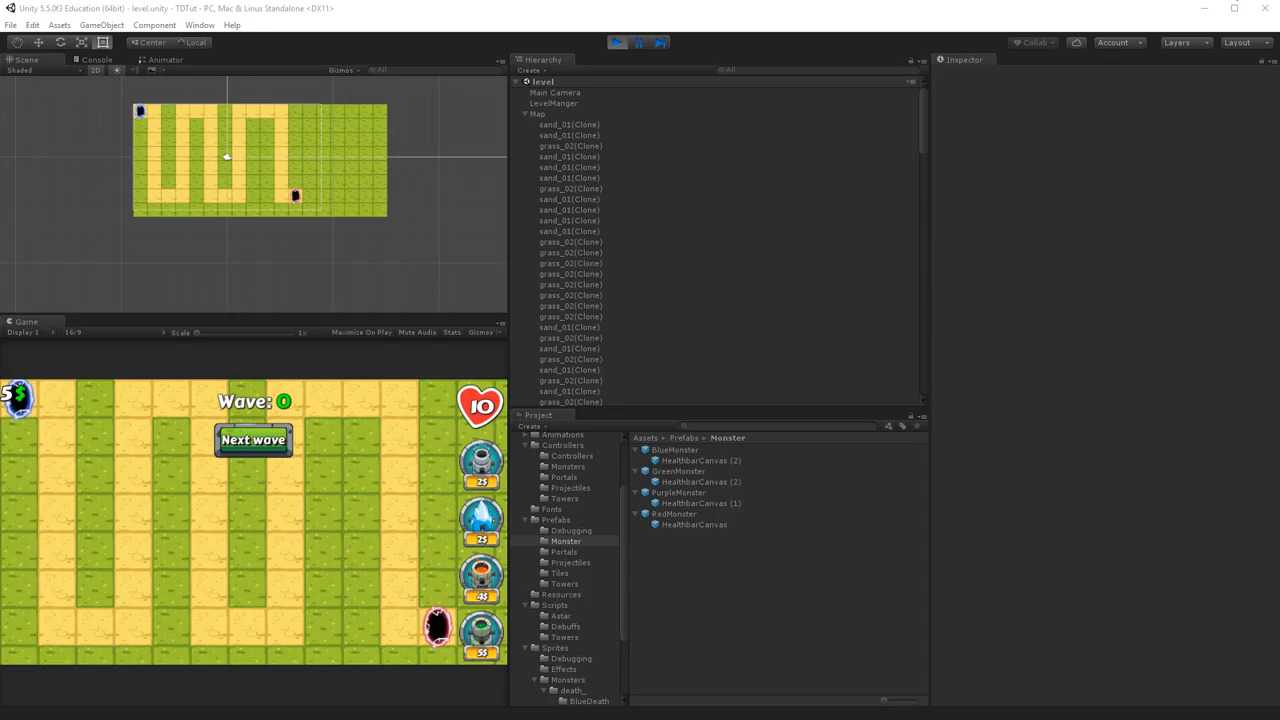 Unity 5.5.0f3 Education (64bit) - level.unity - TDTut - PC, Mac & Linux Standalone <DX11>
File Edit Assets GameObject Component Window Help
Center Local
Collab Account Layers Layout
Scene Console Animator
Shaded 2D Gizmos All
Game
Display 1 16:9 Scale 1x Maximize On Play Mute Audio Stats Gizmos
5$
Wave: 0
Next wave
10
2$
2$
4$
5$
Hierarchy
Create All
level
Main Camera
LevelManger
Map
sand_01(Clone)
sand_01(Clone)
grass_02(Clone)
sand_01(Clone)
sand_01(Clone)
sand_01(Clone)
grass_02(Clone)
sand_01(Clone)
sand_01(Clone)
sand_01(Clone)
sand_01(Clone)
grass_02(Clone)
grass_02(Clone)
grass_02(Clone)
grass_02(Clone)
grass_02(Clone)
grass_02(Clone)
grass_02(Clone)
grass_02(Clone)
sand_01(Clone)
grass_02(Clone)
sand_01(Clone)
grass_02(Clone)
sand_01(Clone)
grass_02(Clone)
sand_01(Clone)
grass_02(Clone)
Project
Create
Animations
Controllers
Controllers
Monsters
Portals
Projectiles
Towers
Fonts
Prefabs
Debugging
Monster
Portals
Projectiles
Tiles
Towers
Resources
Scripts
Astar
Debuffs
Towers
Sprites
Debugging
Effects
Monsters
death_
BlueDeath
Assets Prefabs Monster
BlueMonster
HealthbarCanvas (2)
GreenMonster
HealthbarCanvas (2)
PurpleMonster
HealthbarCanvas (1)
RedMonster
HealthbarCanvas
Inspector